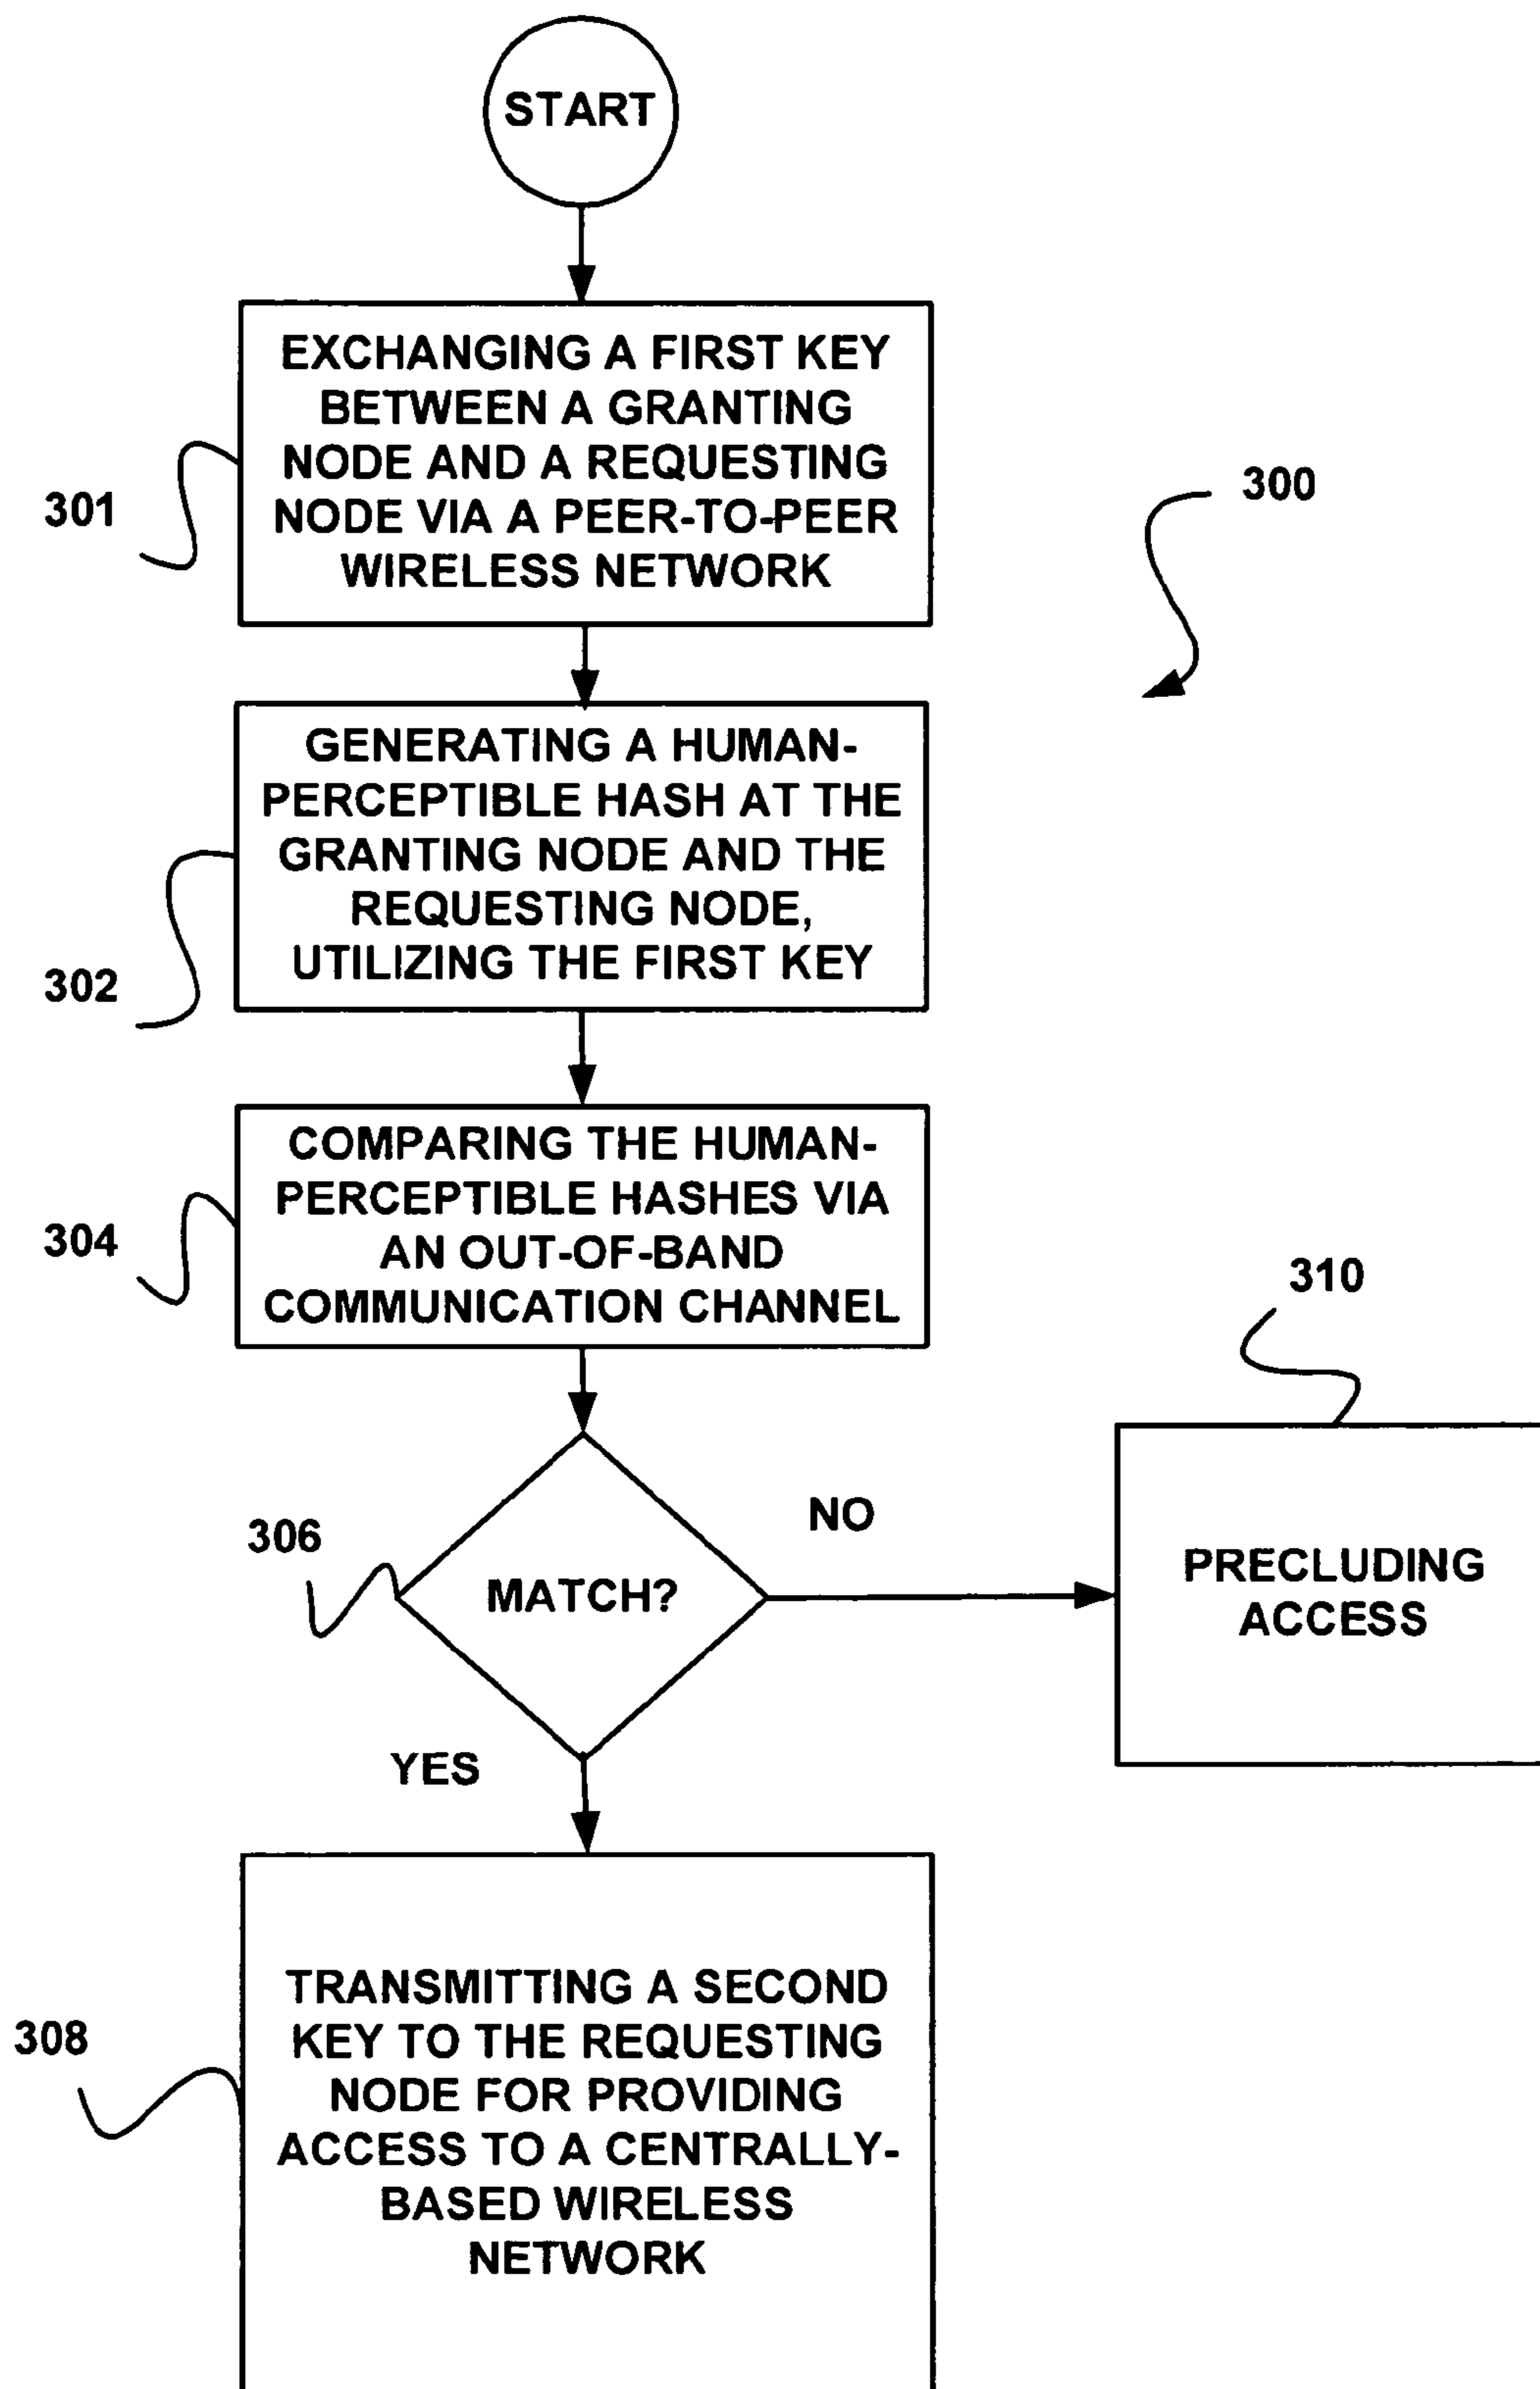 START
EXCHANGING A FIRST KEY
BETWEEN A GRANTING
NODE AND A REQUESTING
NODE VIA A PEER-TO-PEER
WIRELESS NETWORK
301
300
GENERATING A HUMAN-
PERCEPTIBLE HASH AT THE
GRANTING NODE AND THE
REQUESTING NODE,
UTILIZING THE FIRST KEY
302
COMPARING THE HUMAN-
PERCEPTIBLE HASHES VIA
AN OUT-OF-BAND
COMMUNICATION CHANNEL
304
310
306
MATCH?
NO
PRECLUDING
ACCESS
YES
TRANSMITTING A SECOND
KEY TO THE REQUESTING
NODE FOR PROVIDING
ACCESS TO A CENTRALLY-
BASED WIRELESS
NETWORK
308